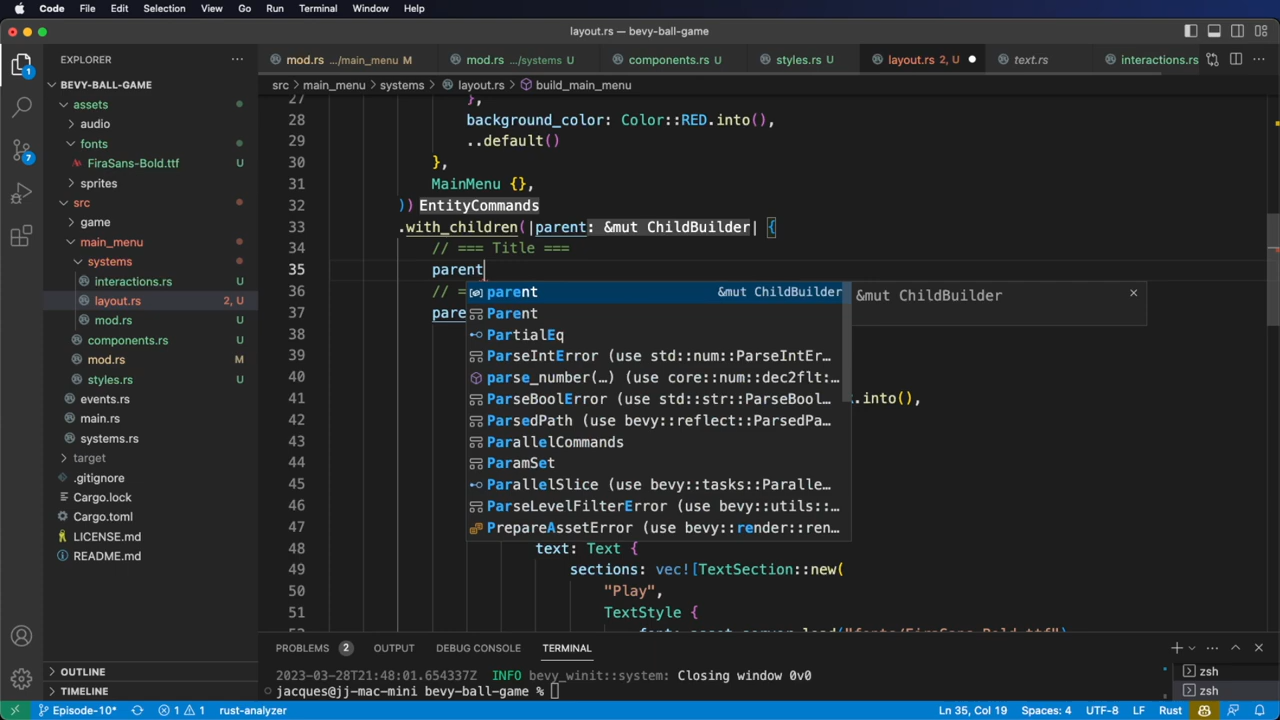 Code File Edit Selection View Go Run Terminal Window Help
layout.rs — bevy-ball-game
EXPLORER
mod.rs .../main_menu M
mod.rs .../systems U
components.rs U
styles.rs U
layout.rs 2, U
text.rs
interactions.rs
BEVY-BALL-GAME
src > main_menu > systems > layout.rs > build_main_menu
assets
audio
fonts
FiraSans-Bold.ttf U
sprites
src
game
main_menu
systems
interactions.rs U
layout.rs 2, U
mod.rs U
components.rs U
mod.rs M
styles.rs U
events.rs
main.rs
systems.rs
target
.gitignore
Cargo.lock
Cargo.toml
LICENSE.md
README.md
OUTLINE
TIMELINE
27 },
28 background_color: Color::RED.into(),
29 ..default()
30 },
31 MainMenu {},
32 )) EntityCommands
33 .with_children(|parent: &mut ChildBuilder| {
34 // === Title ===
35 parent
36 // =
37 pare
38
39
40
41 .into(),
42
43
44
45
46
47
48 text: Text {
49 sections: vec![TextSection::new(
50 "Play",
51 TextStyle {
parent &mut ChildBuilder
Parent
PartialEq
ParseIntError (use std::num::ParseIntEr...
parse_number(…) (use core::num::dec2flt:...
ParseBoolError (use std::str::ParseBool...
ParsedPath (use bevy::reflect::ParsedPa...
ParallelCommands
ParamSet
ParallelSlice (use bevy::tasks::Paralle...
ParseLevelFilterError (use bevy::utils::...
PrepareAssetError (use bevy::render::ren...
&mut ChildBuilder
PROBLEMS 2 OUTPUT DEBUG CONSOLE TERMINAL
2023-03-28T21:48:01.654337Z INFO bevy_winit::system: Closing window 0v0
jacques@jj-mac-mini bevy-ball-game %
zsh
zsh
Episode-10* 1 1 rust-analyzer Ln 35, Col 19 Spaces: 4 UTF-8 LF Rust